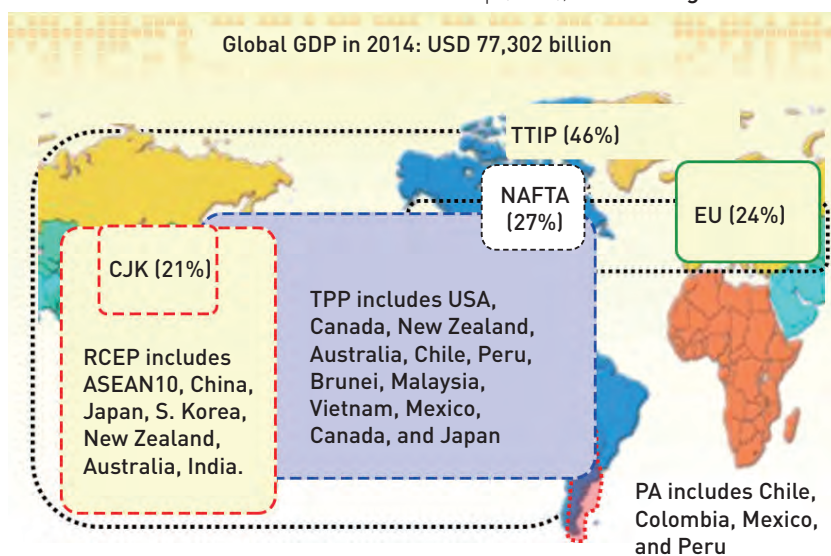 Global GDP in 2014: USD 77,302 billion
TTIP (46%)
NAFTA
(27%)
EU (24%)
CJK (21%)
RCEP includes
ASEAN10, China,
Japan, S. Korea,
New Zealand,
Australia, India.
TPP includes USA,
Canada, New Zealand,
Australia, Chile, Peru,
Brunei, Malaysia,
Vietnam, Mexico,
Canada, and Japan
PA includes Chile,
Colombia, Mexico,
and Peru